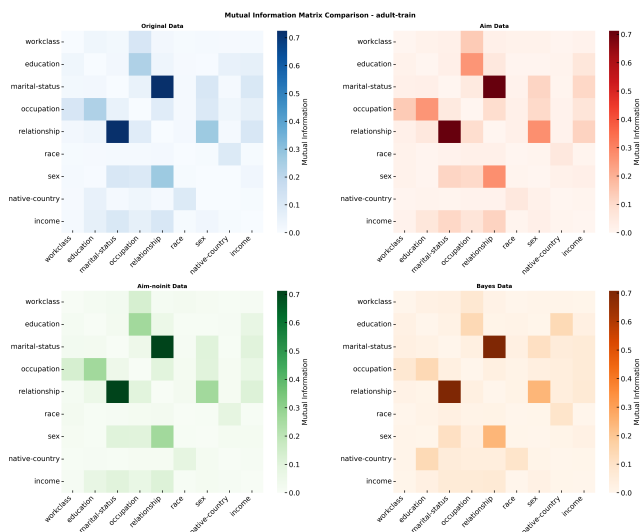 Mutual Information Matrix Comparison - adult-train
Original Data
workclass
education
marital-status
occupation
relationship
race
sex
native-country
income
workclass
education
marital-status
occupation
relationship
race
sex
native-country
income
0.7
0.6
0.5
0.4
0.3
0.2
0.1
0.0
Mutual Information
Aim Data
workclass
education
marital-status
occupation
relationship
race
sex
native-country
income
workclass
education
marital-status
occupation
relationship
race
sex
native-country
income
0.7
0.6
0.5
0.4
0.3
0.2
0.1
0.0
Mutual Information
Aim-noinit Data
workclass
education
marital-status
occupation
relationship
race
sex
native-country
income
workclass
education
marital-status
occupation
relationship
race
sex
native-country
income
0.7
0.6
0.5
0.4
0.3
0.2
0.1
0.0
Mutual Information
Bayes Data
workclass
education
marital-status
occupation
relationship
race
sex
native-country
income
workclass
education
marital-status
occupation
relationship
race
sex
native-country
income
0.7
0.6
0.5
0.4
0.3
0.2
0.1
0.0
Mutual Information